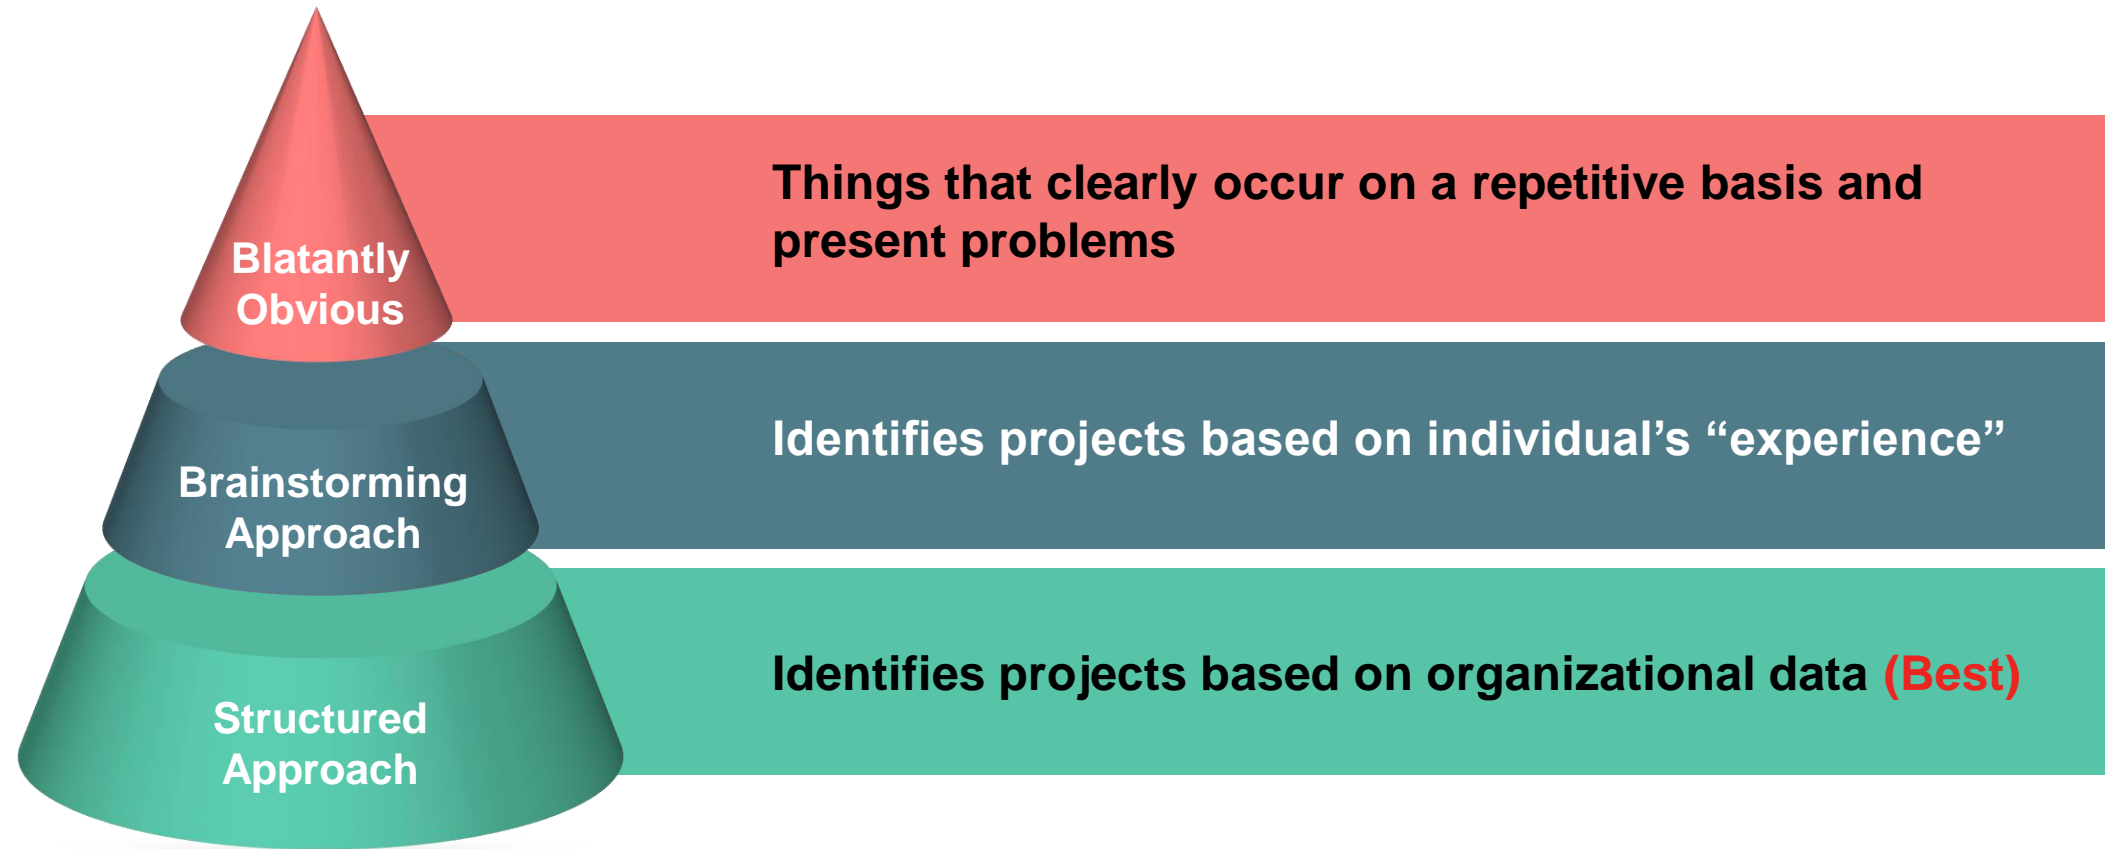 Blatantly
Obvious
Things that clearly occur on a repetitive basis and
present problems
Brainstorming
Approach
Identifies projects based on individual’s “experience”
Structured
Approach
Identifies projects based on organizational data (Best)